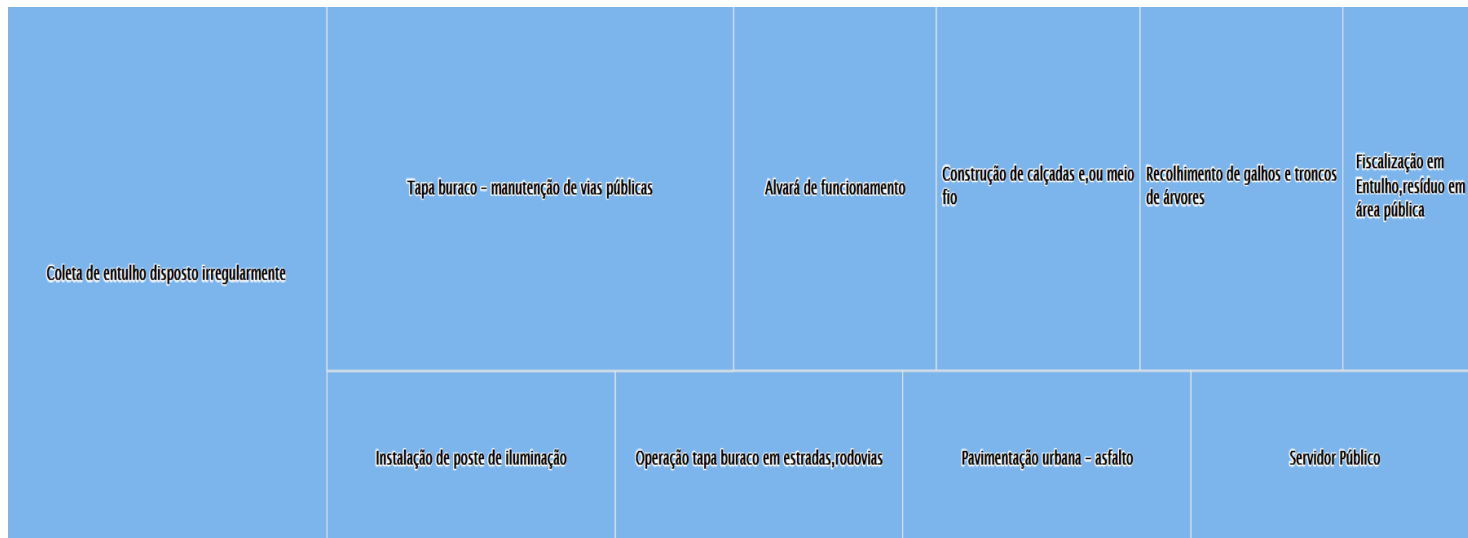 Coleta de entulho disposto irregularmente
Tapa buraco - manutenção de vias públicas
Alvará de funcionamento
Construção de calçadas e,ou meio
fio
Recolhimento de galhos e troncos
de árvores
Fiscalização em
Entulho,resíduo em
área pública
Instalação de poste de iluminação
Operação tapa buraco em estradas,rodovias
Pavimentação urbana - asfalto
Servidor Público